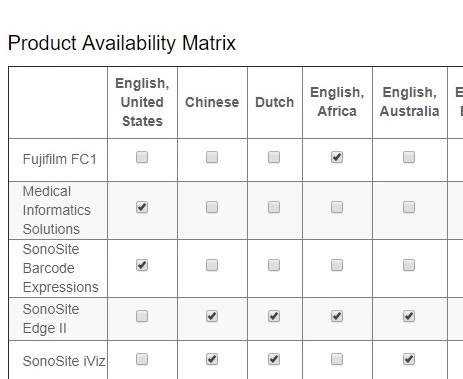 Product Availability Matrix
English, United States
Chinese
Dutch
English, Africa
English, Australia
Fujifilm FC1
Medical
Informatics
Solutions
SonoSite
Barcode
Expressions
SonoSite
Edge II
SonoSite iViz